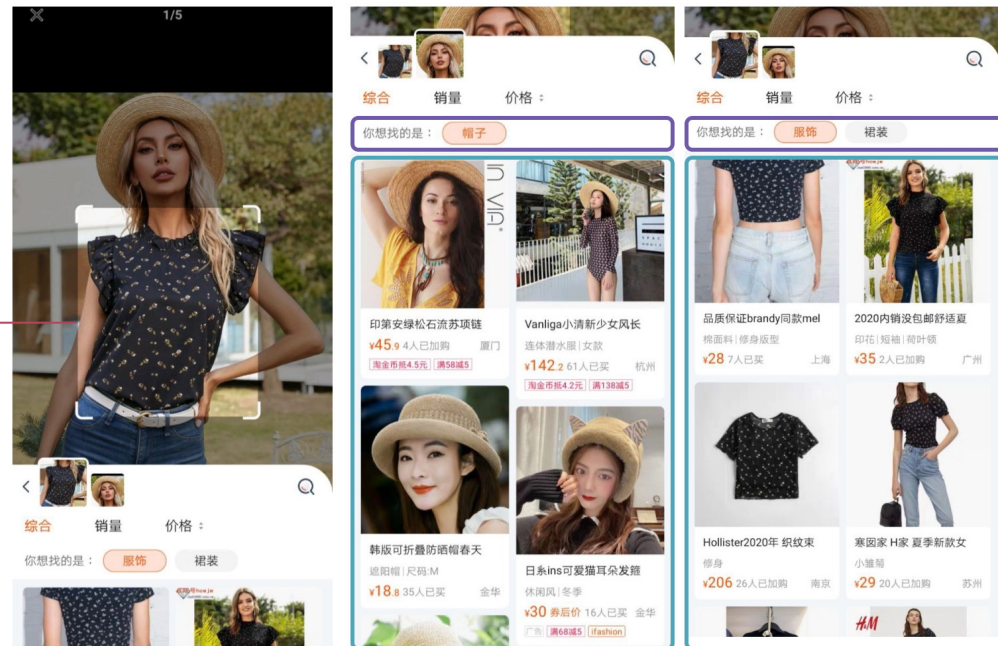 1/5
综合 销量 价格
你想找的是： 服饰 裙装
综合 销量 价格
你想找的是： 帽子
IN VIA
印第安绿松石流苏项链
¥45.9 4人已加购 厦门
淘金币抵4.5元 满58减5
Vanliga小清新少女风长
连体潜水服|女款
¥142.2 61人已买 杭州
淘金币抵4.2元 满138减5
韩版可折叠防晒帽春天
遮阳帽|尺码:M
¥18.8 35人已买 金华
日系ins可爱猫耳朵发箍
休闲风|冬季
¥30 券后价 16人已买 金华
广告 满68减5 ifashion
综合 销量 价格
你想找的是： 服饰 裙装
品质保证brandy同款mel
棉面料|修身版型
¥28 7人已买 上海
2020内销没包邮舒适夏
印花|短袖|荷叶领
¥35 2人已加购 广州
Hollister2020年 织纹束
修身
¥206 26人已加购 南京
寒図家 H家 夏季新款女
小雏菊
¥29 20人已加购 苏州
H&M